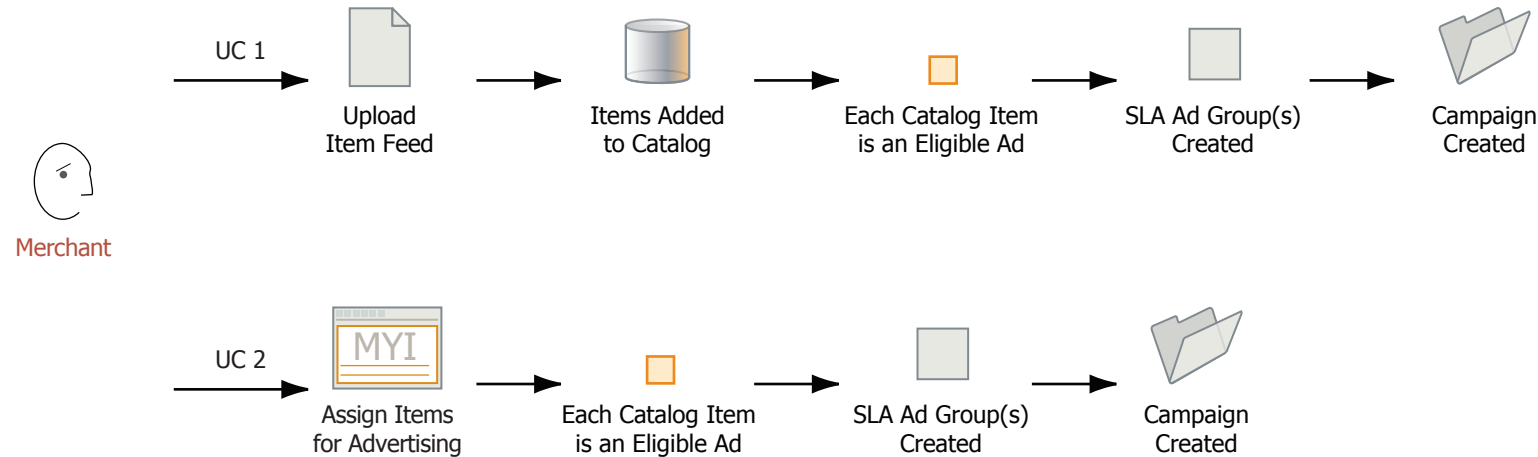 UC 1
Upload
Item Feed
Items Added
to Catalog
Each Catalog Item
is an Eligible Ad
SLA Ad Group(s)
Created
Campaign
Created
Merchant
UC 2
MYI
Assign Items
for Advertising
Each Catalog Item
is an Eligible Ad
SLA Ad Group(s)
Created
Campaign
Created